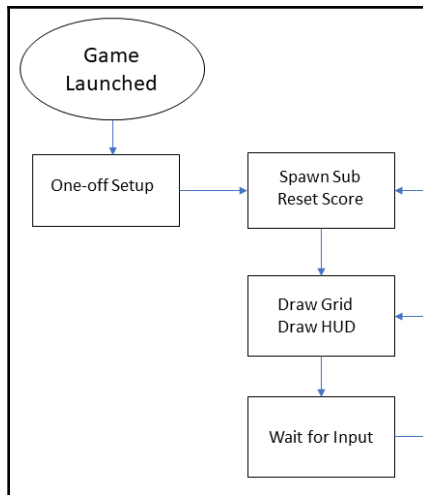 Game
Launched
One-off Setup
Spawn Sub
Reset Score
Draw Grid
Draw HUD
Wait for Input